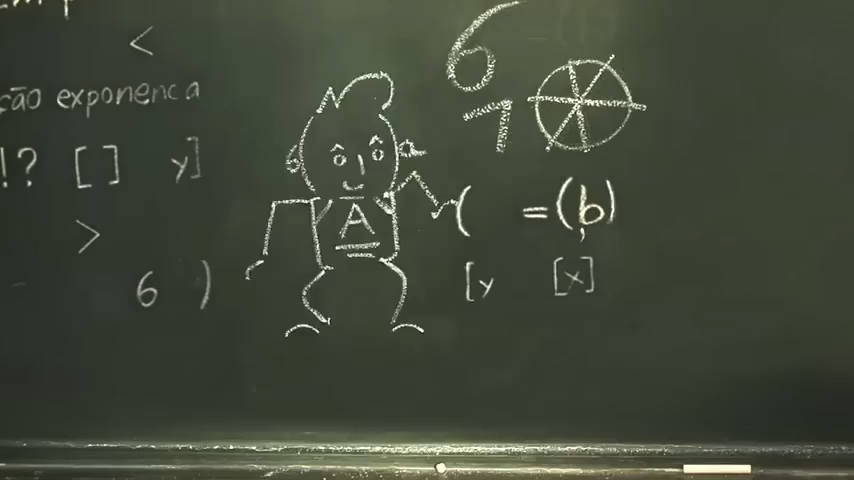 <
ção exponenca
!? [ ] y]
>
6 )
A
6
7
( = (b)
[y [x]